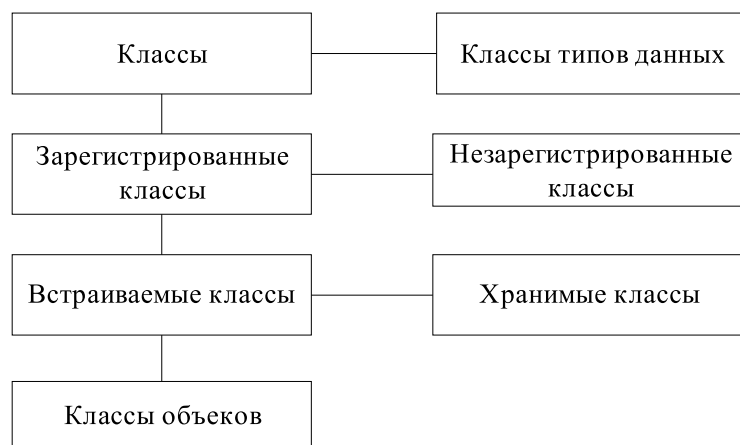 Классы
Классы типов данных
Зарегистрированные
классы
Незарегистрированные
классы
Встраиваемые классы
Хранимые классы
Классы объеков